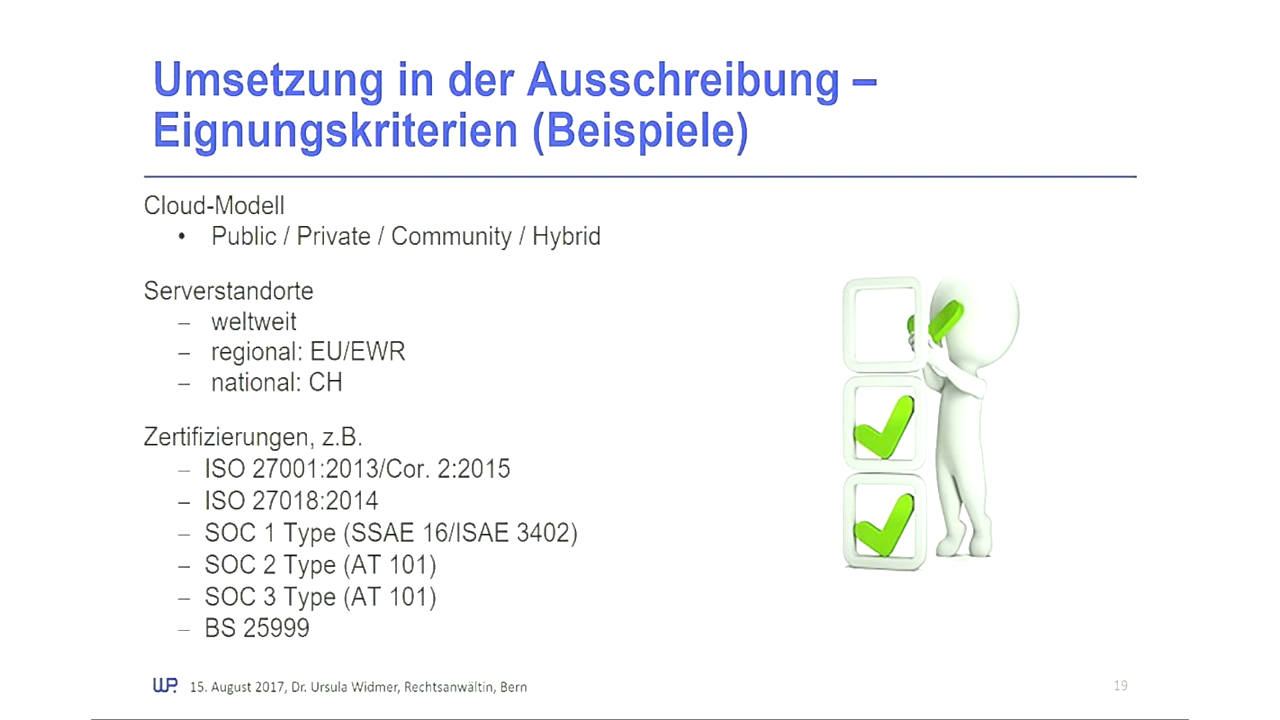 Umsetzung in der Ausschreibung –
Eignungskriterien (Beispiele)
Cloud-Modell
• Public / Private / Community / Hybrid
Serverstandorte
– weltweit
– regional: EU/EWR
– national: CH
Zertifizierungen, z.B.
– ISO 27001:2013/Cor. 2:2015
– ISO 27018:2014
– SOC 1 Type (SSAE 16/ISAE 3402)
– SOC 2 Type (AT 101)
– SOC 3 Type (AT 101)
– BS 25999
WP. 15. August 2017, Dr. Ursula Widmer, Rechtsanwältin, Bern
19